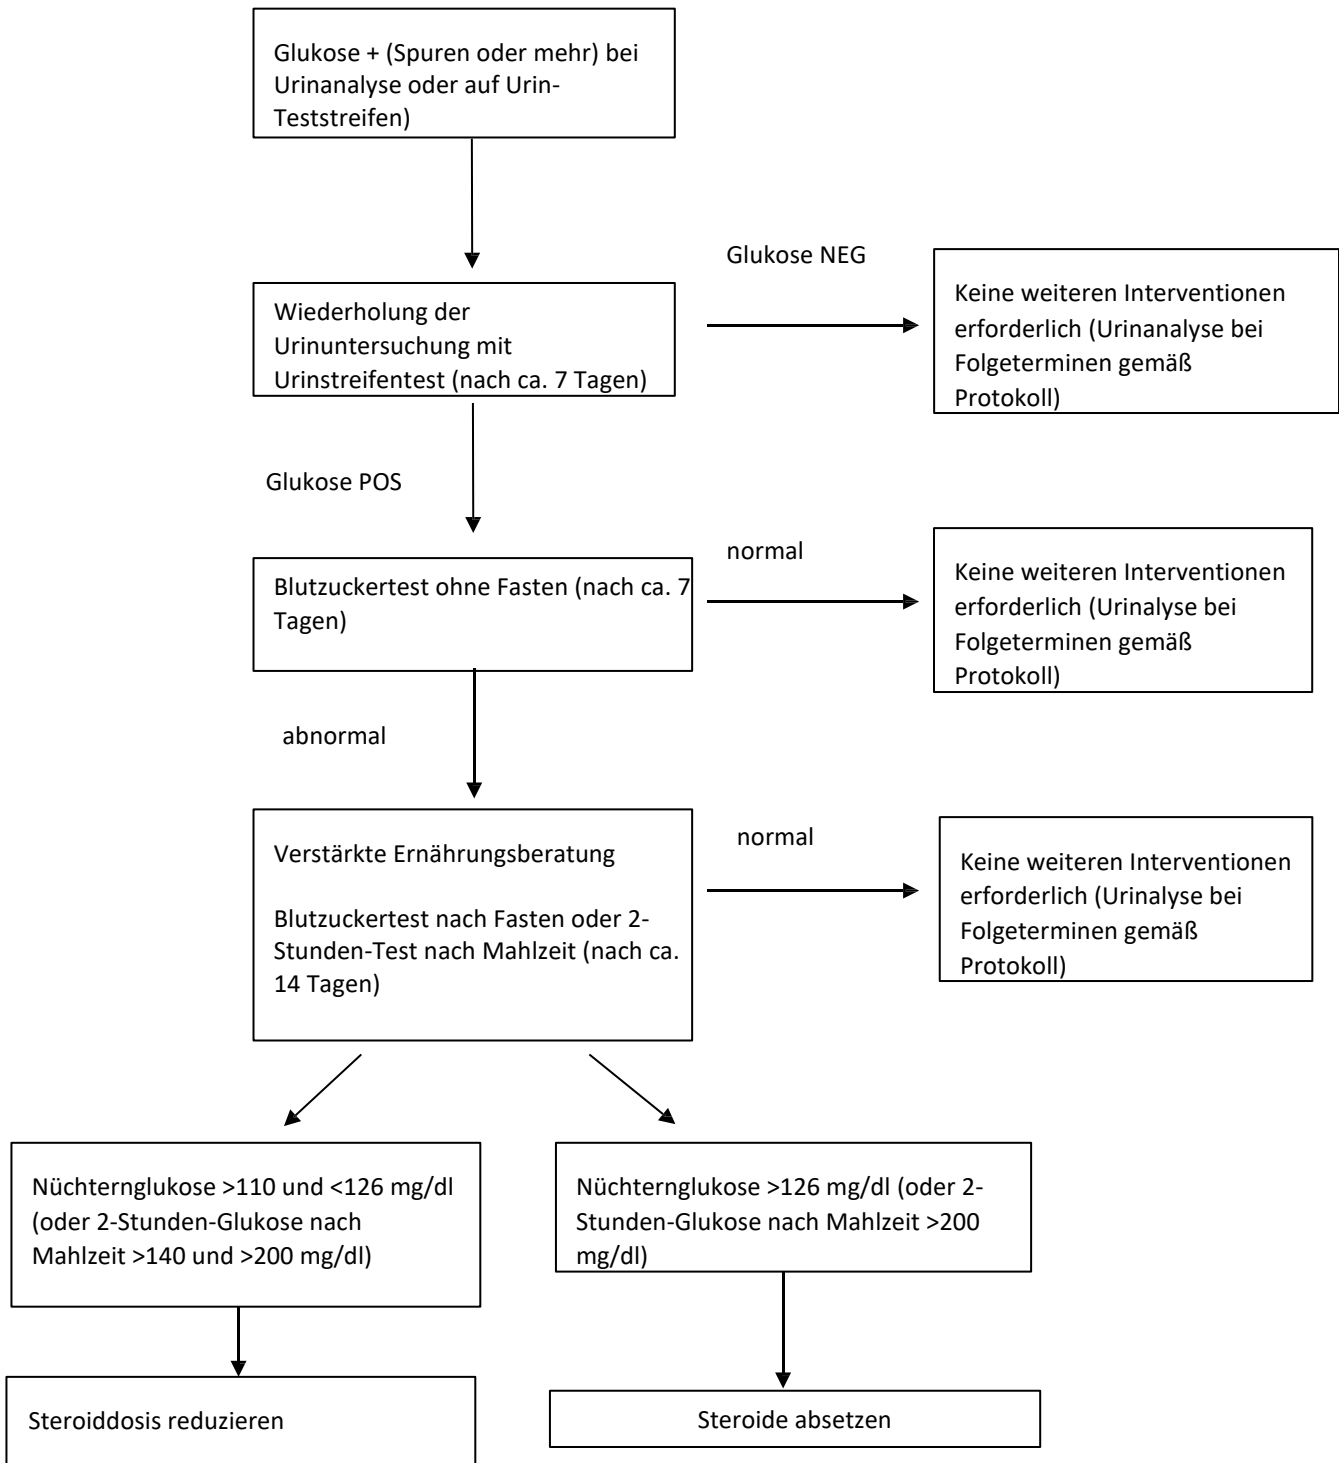 Glukose + (Spuren oder mehr) bei
Urinanalyse oder auf Urin-
Teststreifen)
Glukose NEG
Wiederholung der
Urinuntersuchung mit
Urinstreifentest (nach ca. 7 Tagen)
Keine weiteren Interventionen
erforderlich (Urinanalyse bei
Folgeterminen gemäß
Protokoll)
Glukose POS
normal
Blutzuckertest ohne Fasten (nach ca. 7
Tagen)
Keine weiteren Interventionen
erforderlich (Urinalyse bei
Folgeterminen gemäß
Protokoll)
abnormal
normal
Verstärkte Ernährungsberatung
Blutzuckertest nach Fasten oder 2-
Stunden-Test nach Mahlzeit (nach ca.
14 Tagen)
Keine weiteren Interventionen
erforderlich (Urinalyse bei
Folgeterminen gemäß
Protokoll)
Nüchternglukose >110 und <126 mg/dl
(oder 2-Stunden-Glukose nach
Mahlzeit >140 und >200 mg/dl)
Nüchternglukose >126 mg/dl (oder 2-
Stunden-Glukose nach Mahlzeit >200
mg/dl)
Steroiddosis reduzieren
Steroide absetzen